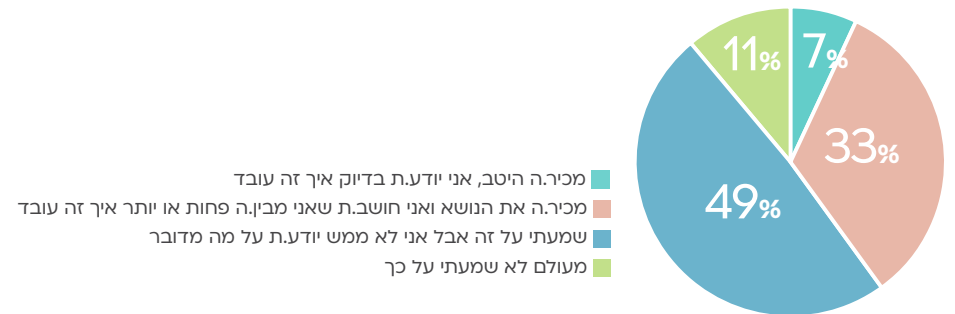 11%
7%
33%
49%
מכיר.ה היטב, אני יודע.ת בדיוק איך זה עובד
מכיר.ה את הנושא ואני חושב.ת שאני מבין.ה פחות או יותר איך זה עובד
שמעתי על זה אבל אני לא ממש יודע.ת על מה מדובר
מעולם לא שמעתי על כך